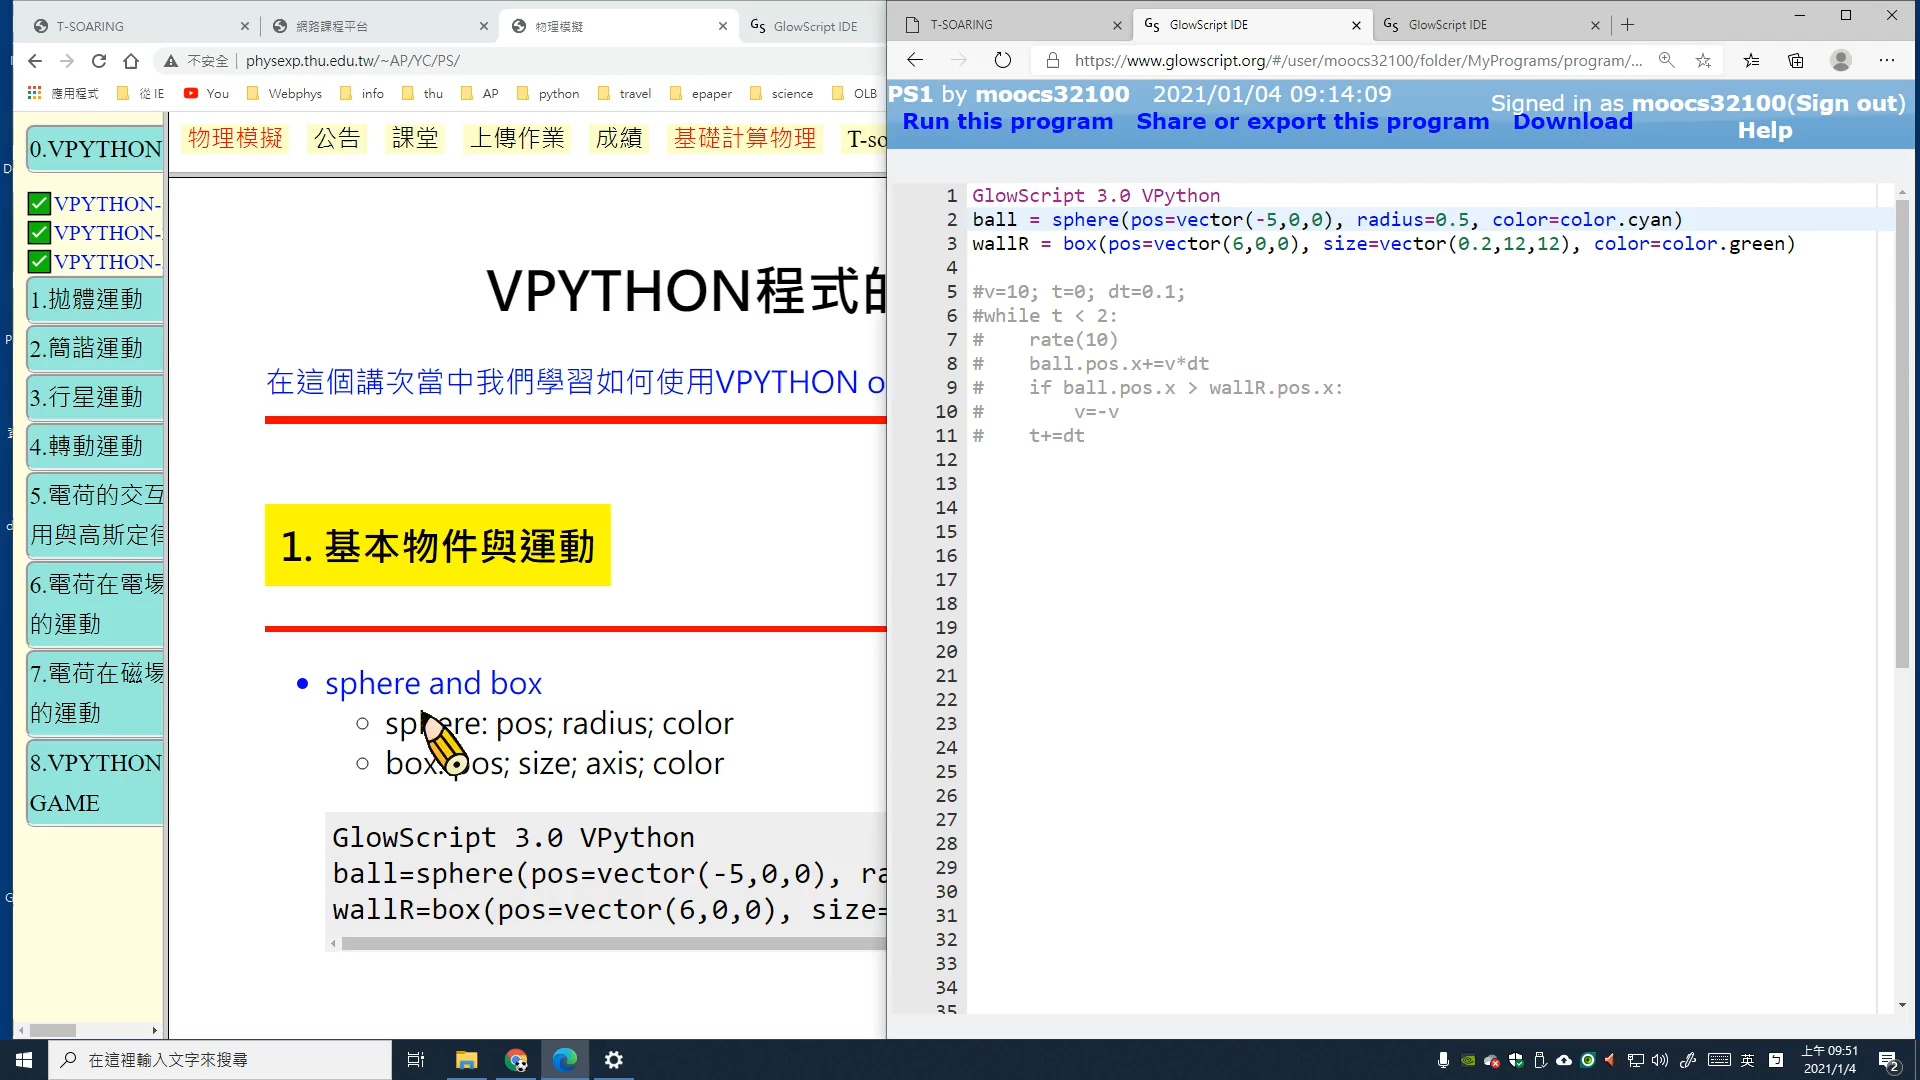 T-SOARING
網路課程平台
物理模擬
GlowScript IDE
不安全
physexp.thu.edu.tw/~AP/YC/PS/
應用程式
從 IE
You
Webphys
info
thu
AP
python
travel
epaper
science
OLB
0.VPYTHON
VPYTHON-
VPYTHON-
VPYTHON-
1.拋體運動
2.簡諧運動
3.行星運動
4.轉動運動
5.電荷的交互
用與高斯定律
6.電荷在電場
的運動
7.電荷在磁場
的運動
8.VPYTHON
GAME
物理模擬
公告
課堂
上傳作業
成績
基礎計算物理
T-so
VPYTHON程式的
在這個講次當中我們學習如何使用VPYTHON o
1. 基本物件與運動
sphere and box
sphere: pos; radius; color
box: pos; size; axis; color
GlowScript 3.0 VPython
ball=sphere(pos=vector(-5,0,0), ra
wallR=box(pos=vector(6,0,0), size=
T-SOARING
GlowScript IDE
GlowScript IDE
https://www.glowscript.org/#/user/moocs32100/folder/MyPrograms/program/...
PS1 by moocs32100 2021/01/04 09:14:09
Signed in as moocs32100(Sign out)
Run this program Share or export this program Download
Help
1 GlowScript 3.0 VPython
2 ball = sphere(pos=vector(-5,0,0), radius=0.5, color=color.cyan)
3 wallR = box(pos=vector(6,0,0), size=vector(0.2,12,12), color=color.green)
4
5 #v=10; t=0; dt=0.1;
6 #while t < 2:
7 #    rate(10)
8 #    ball.pos.x+=v*dt
9 #    if ball.pos.x > wallR.pos.x:
10 #        v=-v
11 #    t+=dt
12
13
14
15
16
17
18
19
20
21
22
23
24
25
26
27
28
29
30
31
32
33
34
35
在這裡輸入文字來搜尋
英
上午 09:51
2021/1/4
2